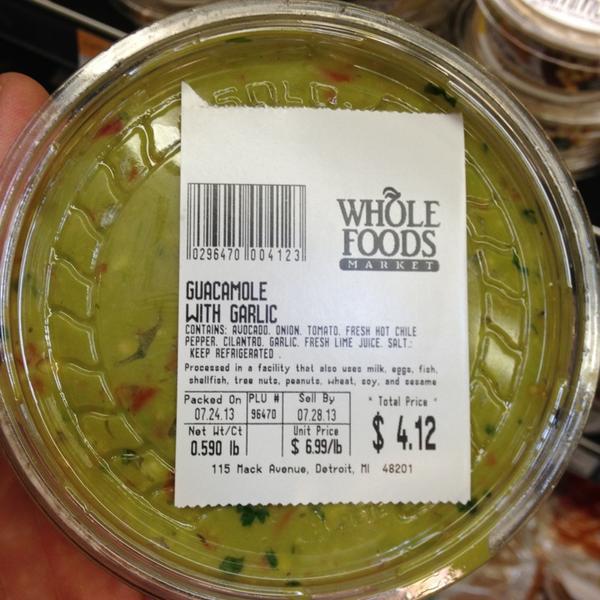 SOLO
0296470 004123
WHOLE
FOODS
MARKET
GUACAMOLE
WITH GARLIC
CONTAINS: AVOCADO, ONION, TOMATO, FRESH HOT CHILE
PEPPER, CILANTRO, GARLIC, FRESH LIME JUICE, SALT.
KEEP REFRIGERATED .
Processed in a facility that also uses milk, eggs, fish,
shellfish, tree nuts, peanuts, wheat, soy, and sesame
Packed On PLU # Sell By * Total Price *
07.24.13 96470 07.28.13
Net Wt/Ct Unit Price
0.590 lb $ 6.99/lb $ 4.12
115 Mack Avenue, Detroit, MI 48201